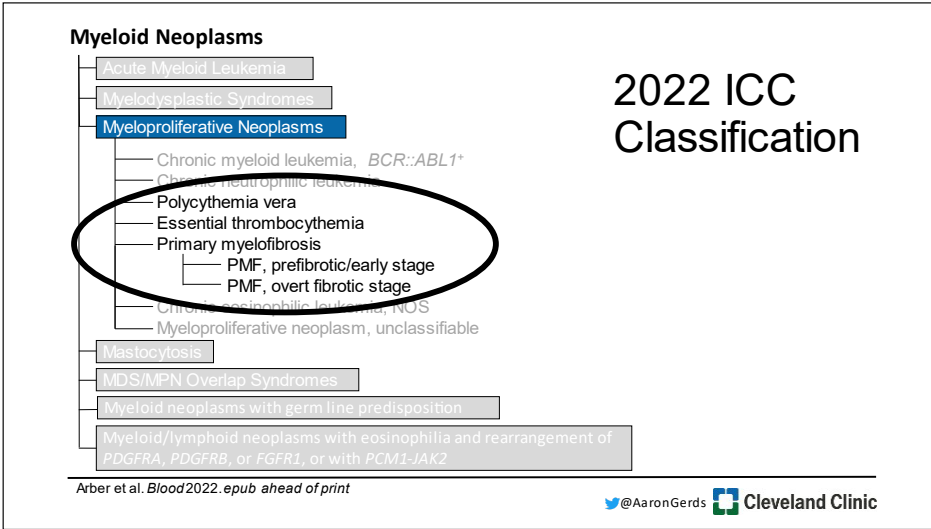 Myeloid Neoplasms
Acute Myeloid Leukemia
Myelodysplastic Syndromes
Myeloproliferative Neoplasms
Chronic myeloid leukemia, BCR::ABL1+
Chronic neutrophilic leukemia
Polycythemia vera
Essential thrombocythemia
Primary myelofibrosis
PMF, prefibrotic/early stage
PMF, overt fibrotic stage
Chronic eosinophilic leukemia, NOS
Myeloproliferative neoplasm, unclassifiable
Mastocytosis
MDS/MPN Overlap Syndromes
Myeloid neoplasms with germ line predisposition
Myeloid/lymphoid neoplasms with eosinophilia and rearrangement of
PDGFRA, PDGFRB, or FGFR1, or with PCM1-JAK2
2022 ICC
Classification
Arber et al. Blood 2022. epub ahead of print
@AaronGerds
Cleveland Clinic